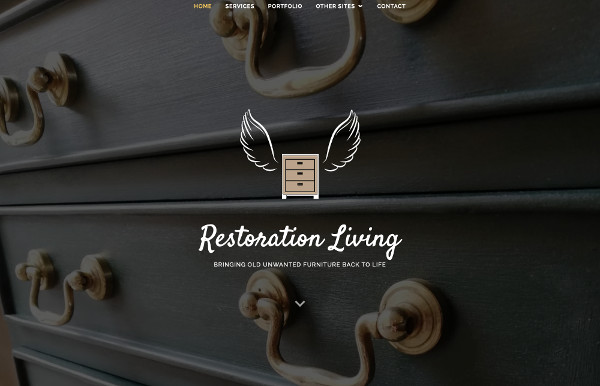 HOME SERVICES PORTFOLIO OTHER SITES CONTACT
Restoration Living
BRINGING OLD UNWANTED FURNITURE BACK TO LIFE